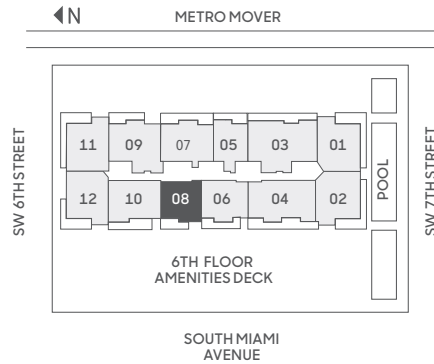 N
METRO MOVER
SW 6TH STREET
11
09
07
05
03
01
12
10
08
06
04
02
POOL
SW 7TH STREET
6TH FLOOR
AMENITIES DECK
SOUTH MIAMI
AVENUE